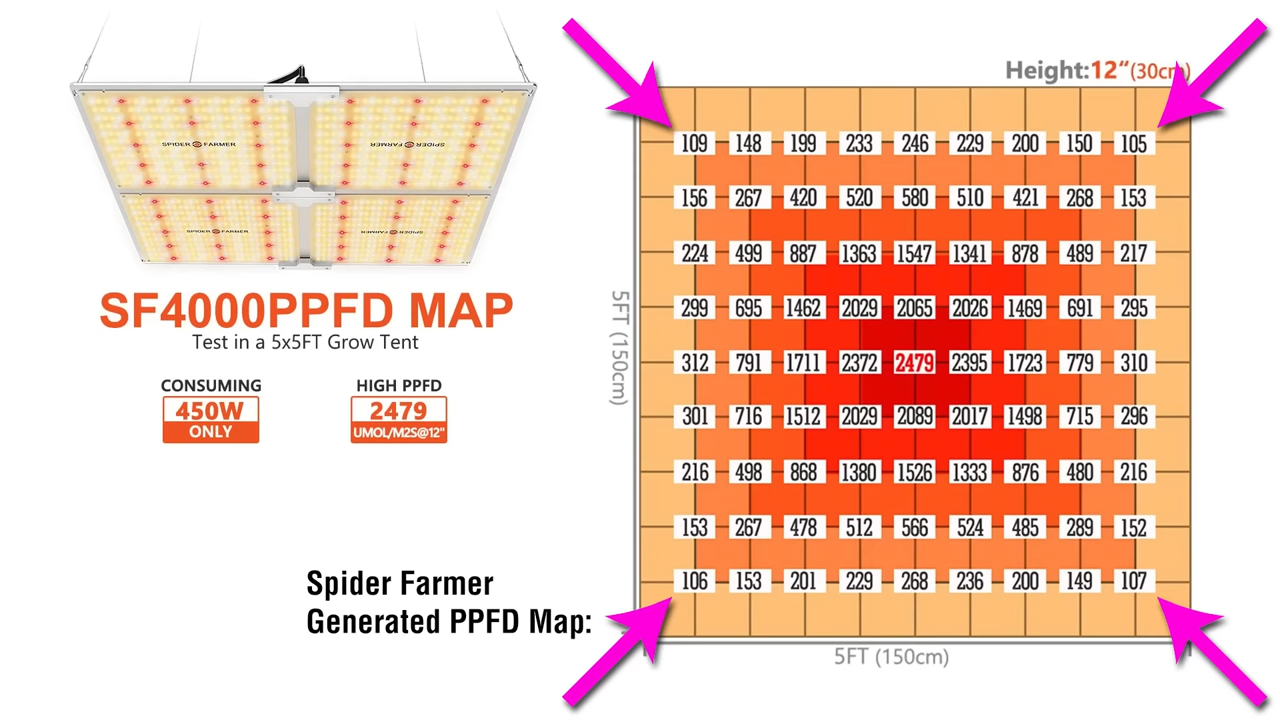 SPIDER FARMER
SPIDER FARMER
SPIDER FARMER
SPIDER FARMER
SF4000PPFD MAP
Test in a 5x5FT Grow Tent
CONSUMING
450W
ONLY
HIGH PPFD
2479
UMOL/M2S@12"
Spider Farmer
Generated PPFD Map:
Height:12“(30cm)
109 148 199 233 246 229 200 150 105
156 267 420 520 580 510 421 268 153
224 499 887 1363 1547 1341 878 489 217
299 695 1462 2029 2065 2026 1469 691 295
312 791 1711 2372 2479 2395 1723 779 310
301 716 1512 2029 2089 2017 1498 715 296
216 498 868 1380 1526 1333 876 480 216
153 267 478 512 566 524 485 289 152
106 153 201 229 268 236 200 149 107
5FT (150cm)
5FT (150cm)